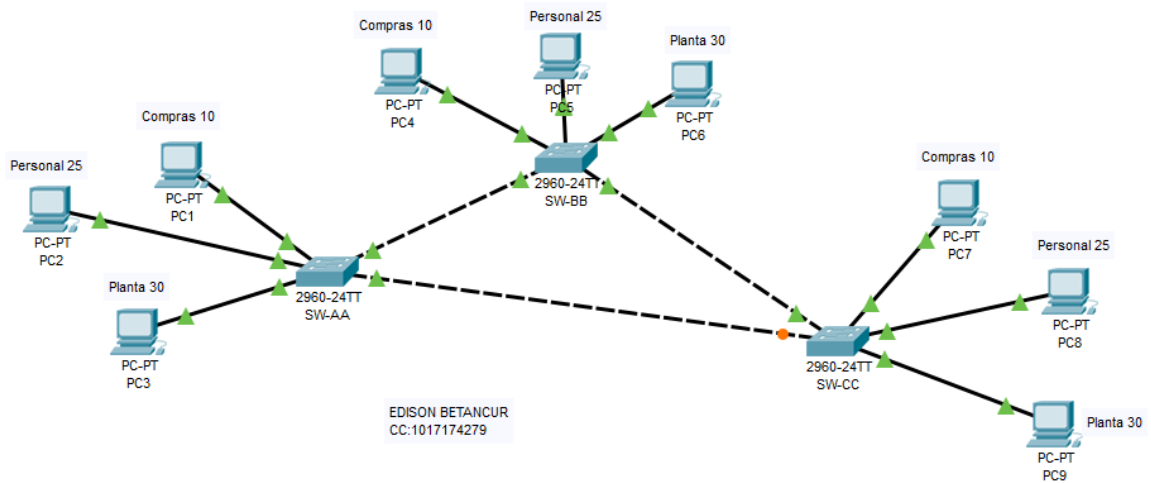 Personal 25
Compras 10
Planta 30
PC-PT
PC4
PC-PT
PC5
PC-PT
PC6
Compras 10
Personal 25
PC-PT
PC1
PC-PT
PC2
2960-24TT
SW-BB
Compras 10
PC-PT
PC7
Personal 25
Planta 30
2960-24TT
SW-AA
PC-PT
PC3
PC-PT
PC8
2960-24TT
SW-CC
EDISON BETANCUR
CC:1017174279
Planta 30
PC-PT
PC9